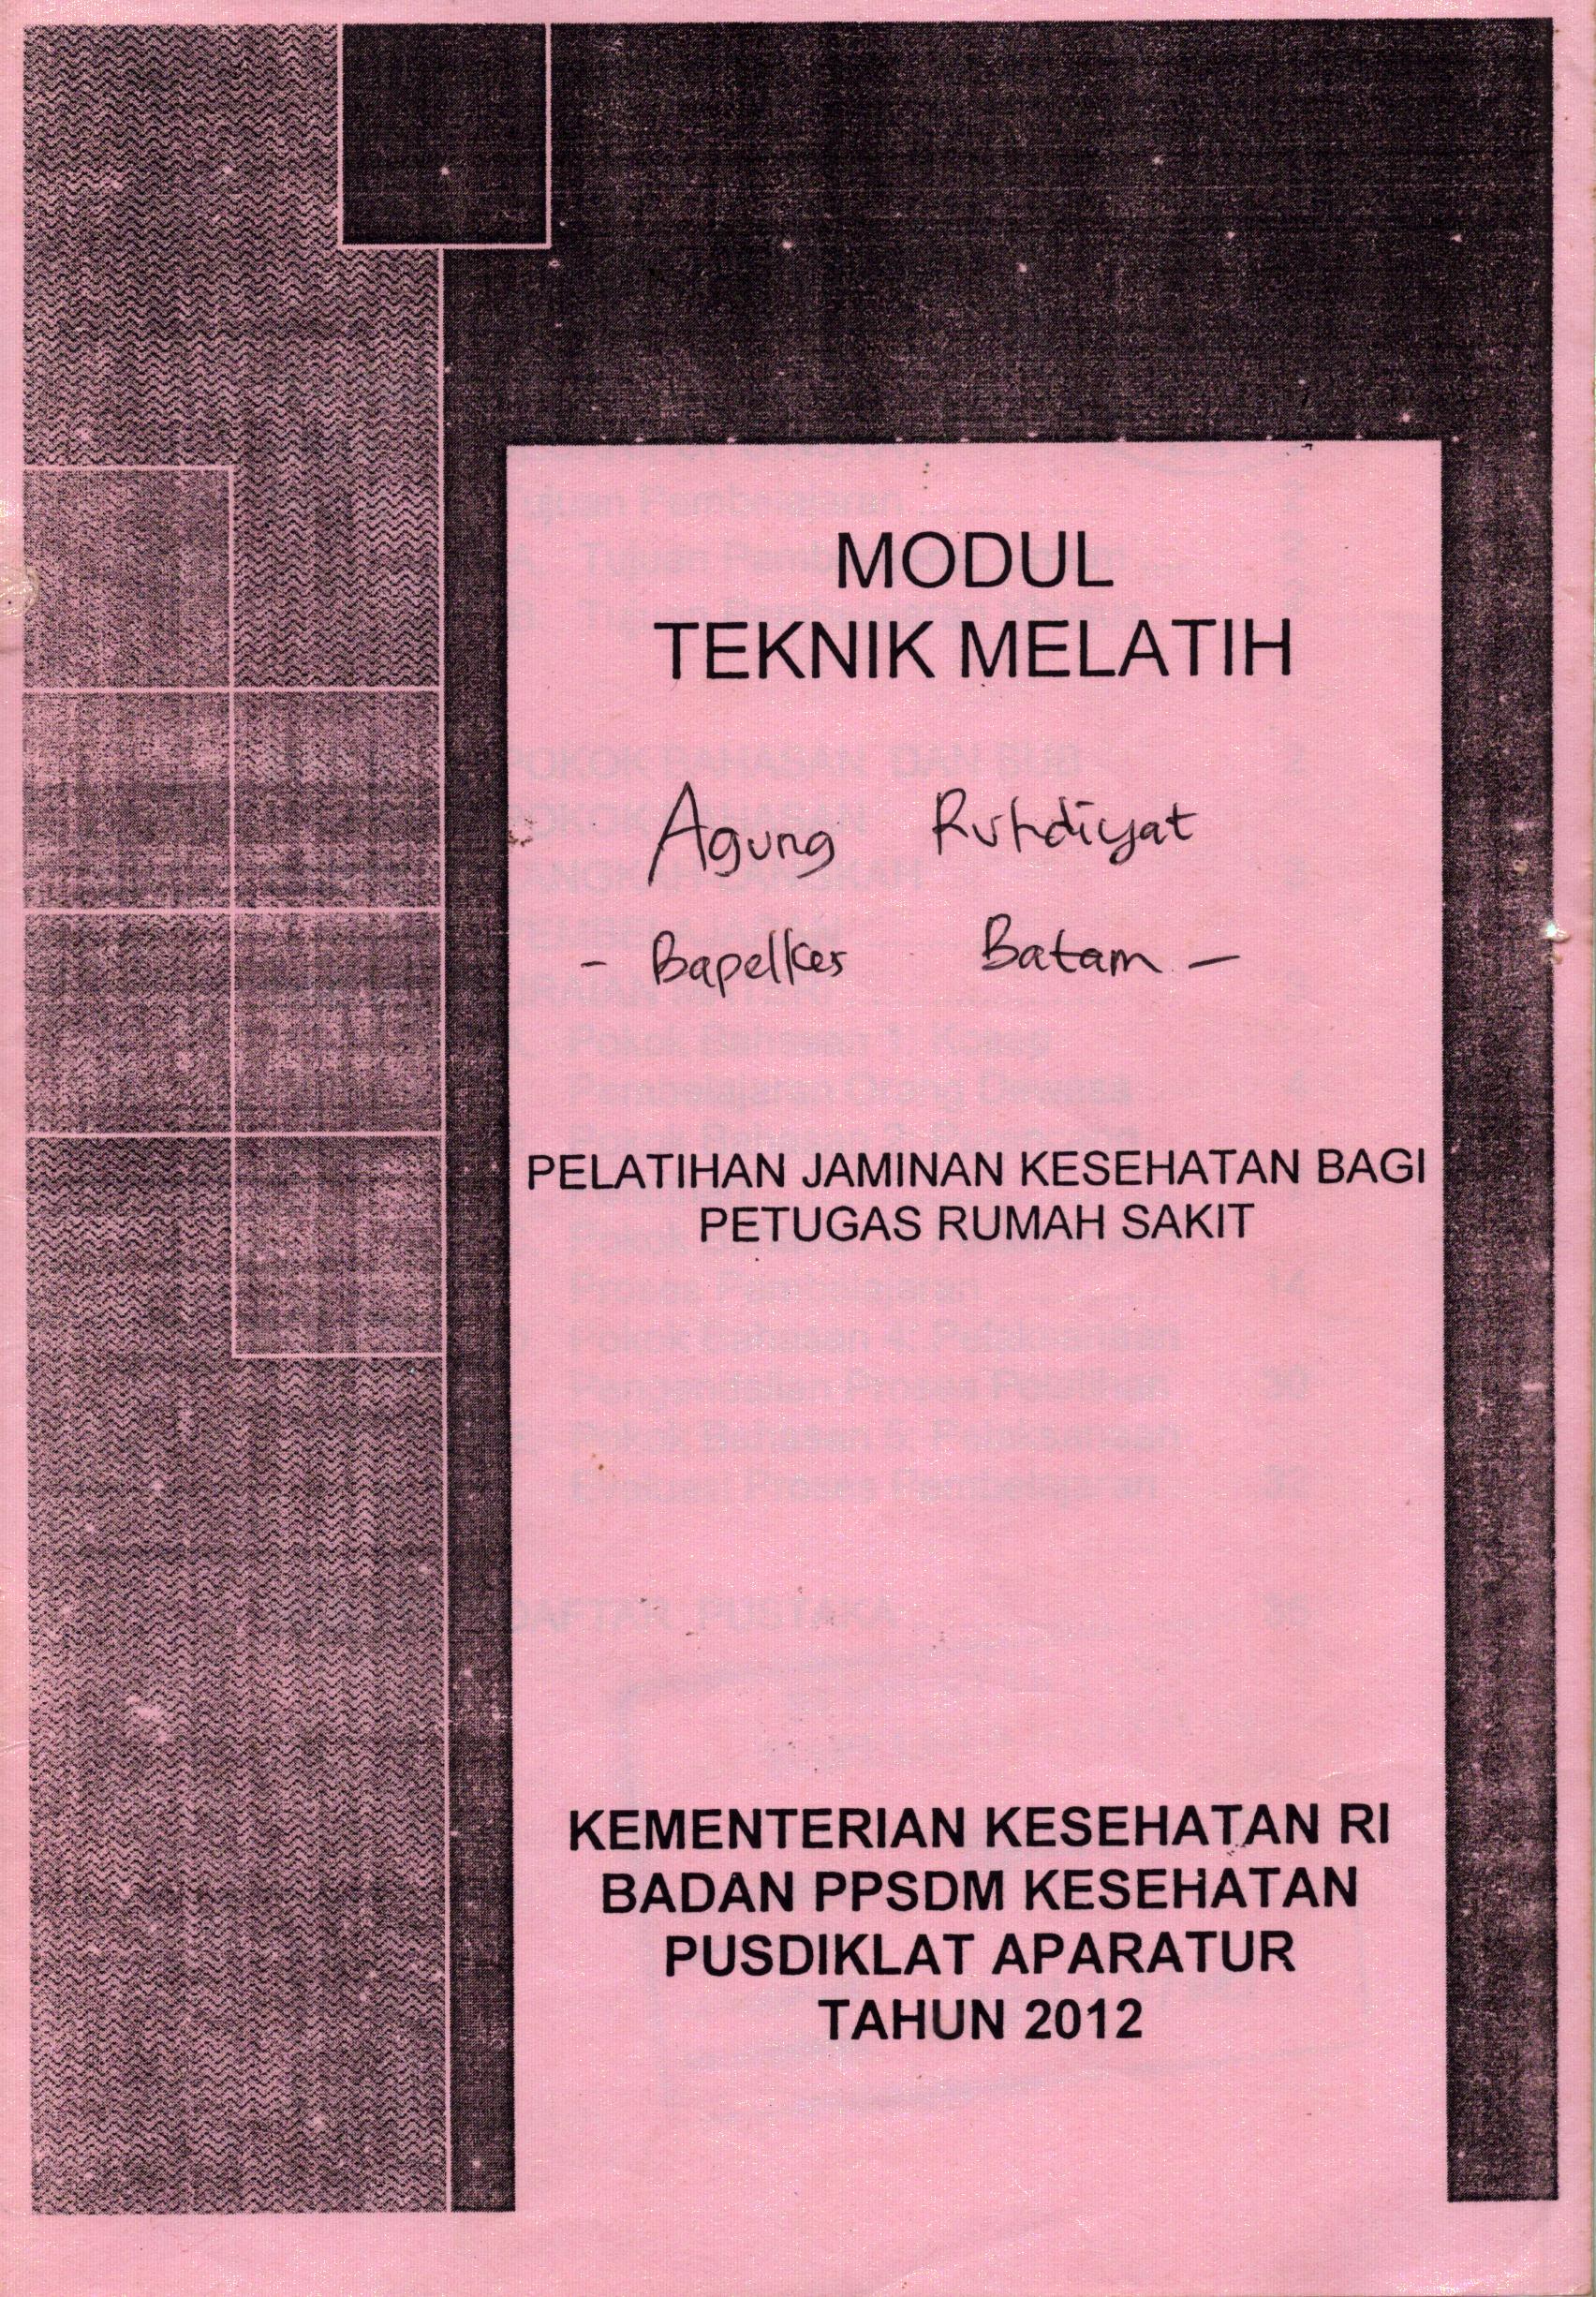 MODUL
TEKNIK MELATIH
Agung Ruhdiyat
- Bapelkes Batam -
PELATIHAN JAMINAN KESEHATAN BAGI
PETUGAS RUMAH SAKIT
KEMENTERIAN KESEHATAN RI
BADAN PPSDM KESEHATAN
PUSDIKLAT APARATUR
TAHUN 2012